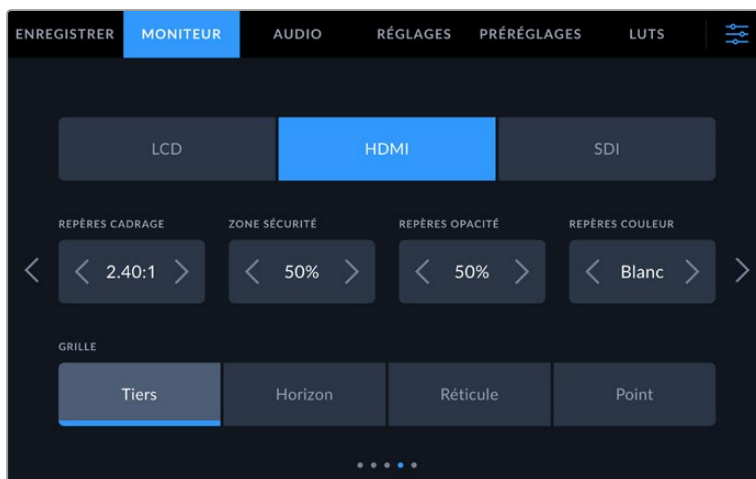 ENREGISTRER MONITEUR AUDIO RÉGLAGES PRÉRÉGLAGES LUTS
LCD HDMI SDI
REPÈRES CADRAGE ZONE SÉCURITÉ REPÈRES OPACITÉ REPÈRES COULEUR
2.40:1 50% 50% Blanc
GRILLE
Tiers Horizon Réticule Point